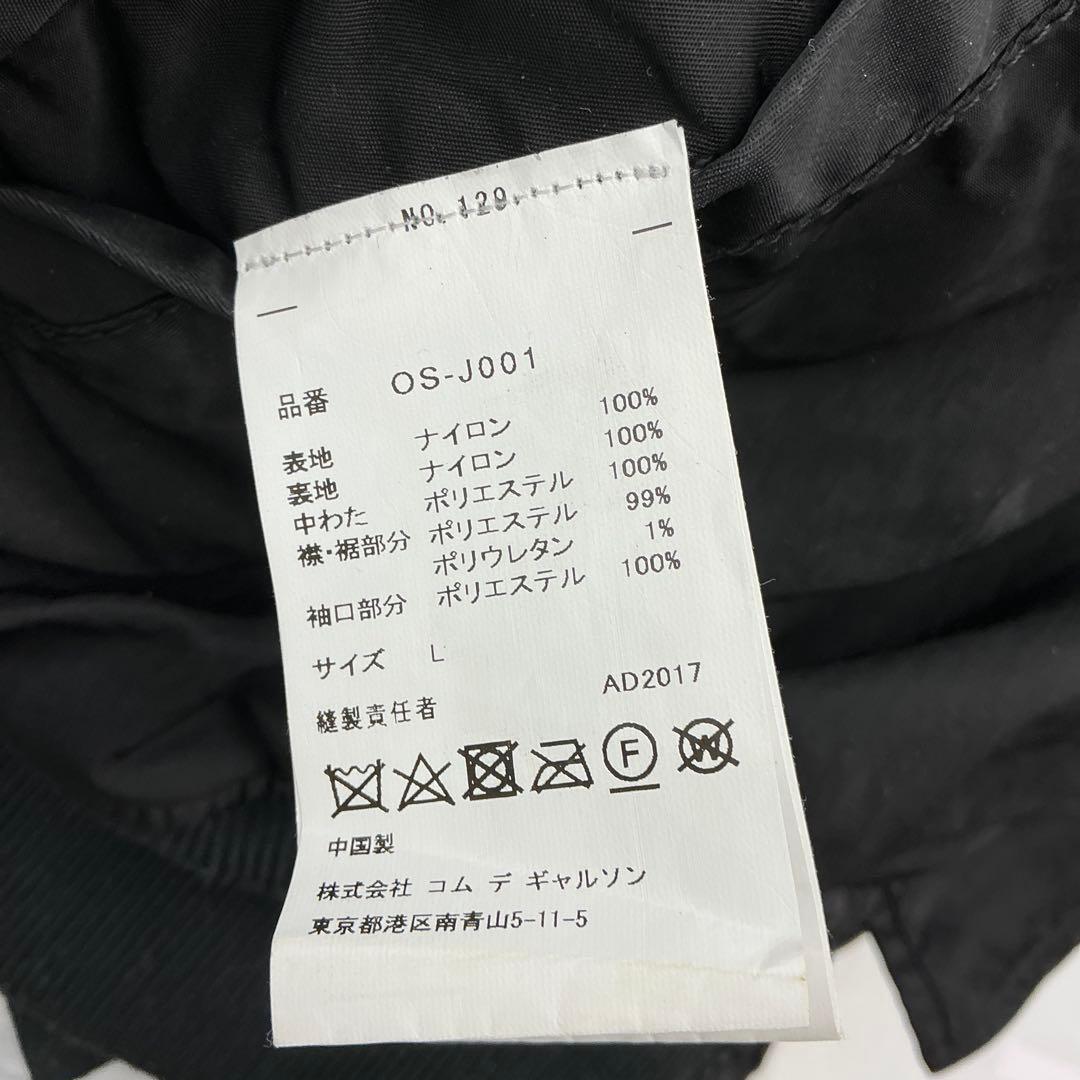 NO. 129
品番 OS-J001
表地 ナイロン 100%
裏地 ナイロン 100%
中わた ポリエステル 100%
襟・裾部分 ポリエステル 99%
ポリウレタン 1%
袖口部分 ポリエステル 100%
サイズ L
AD2017
縫製責任者
F
W
中国製
株式会社 コム デ ギャルソン
東京都港区南青山5-11-5